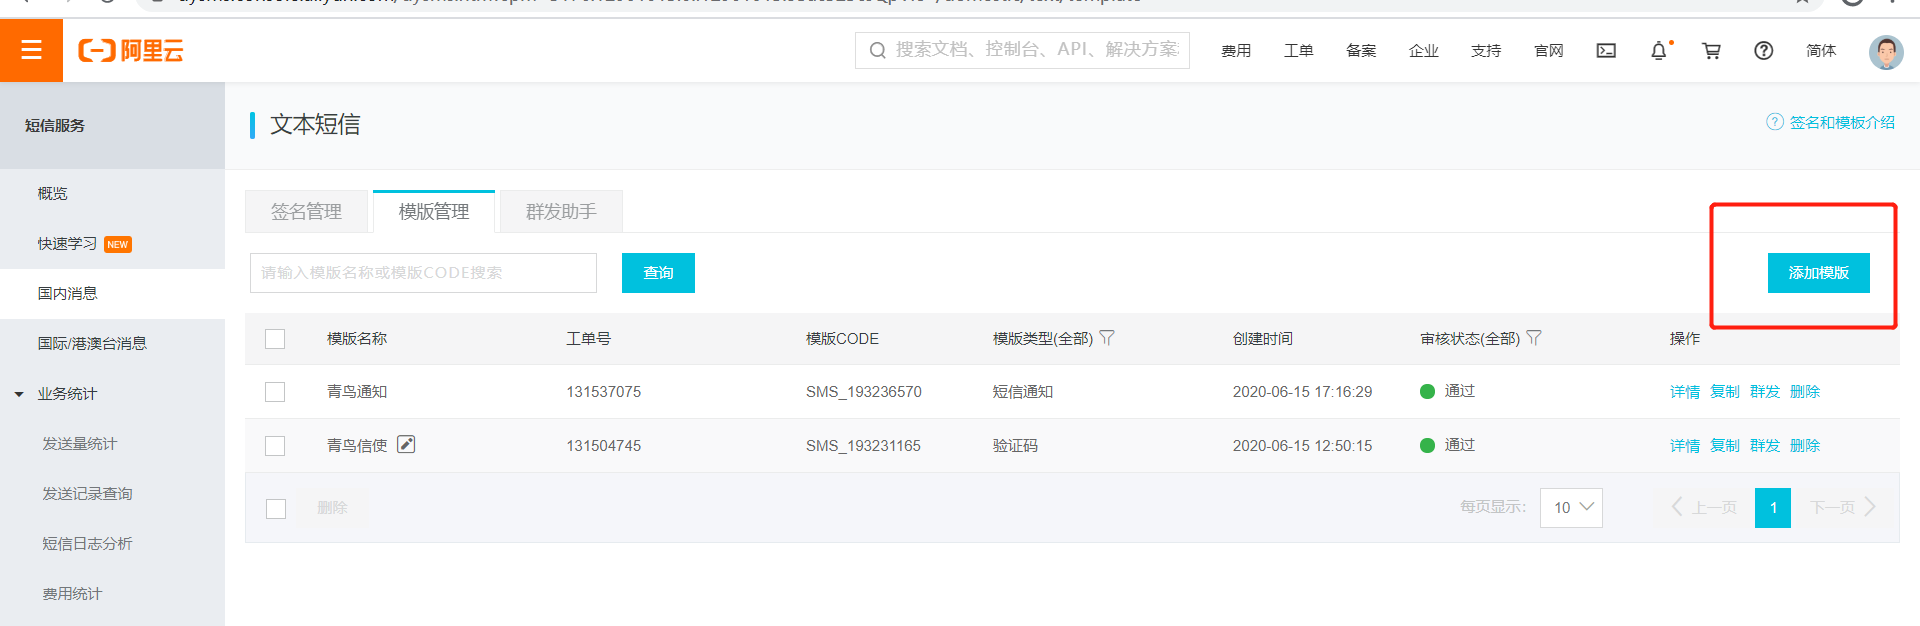 阿里云
搜索文档、控制台、API、解决方案
费用 工单 备案 企业 支持 官网 简体
短信服务
概览
快速学习 NEW
国内消息
国际/港澳台消息
业务统计
发送量统计
发送记录查询
短信日志分析
费用统计
文本短信
? 签名和模板介绍
签名管理 模版管理 群发助手
请输入模版名称或模版CODE搜索 查询 添加模版
模版名称 工单号 模版CODE 模版类型(全部) 创建时间 审核状态(全部) 操作
青鸟通知 131537075 SMS_193236570 短信通知 2020-06-15 17:16:29 通过 详情 复制 群发 删除
青鸟信使 131504745 SMS_193231165 验证码 2020-06-15 12:50:15 通过 详情 复制 群发 删除
删除 每页显示: 10 上一页 1 下一页